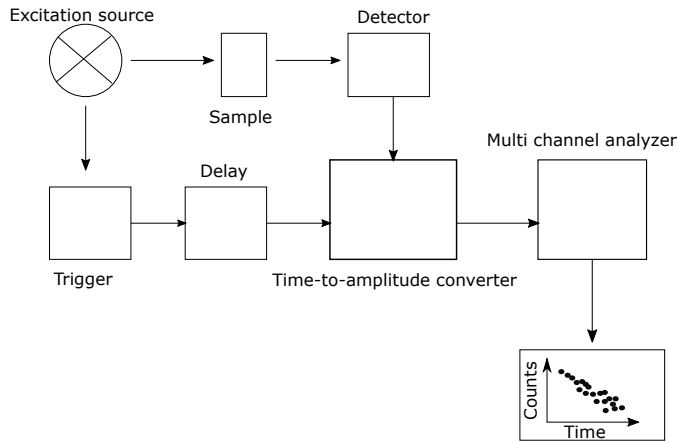 Excitation source
Detector
Sample
Multi channel analyzer
Delay
Trigger
Time-to-amplitude converter
Counts
Time